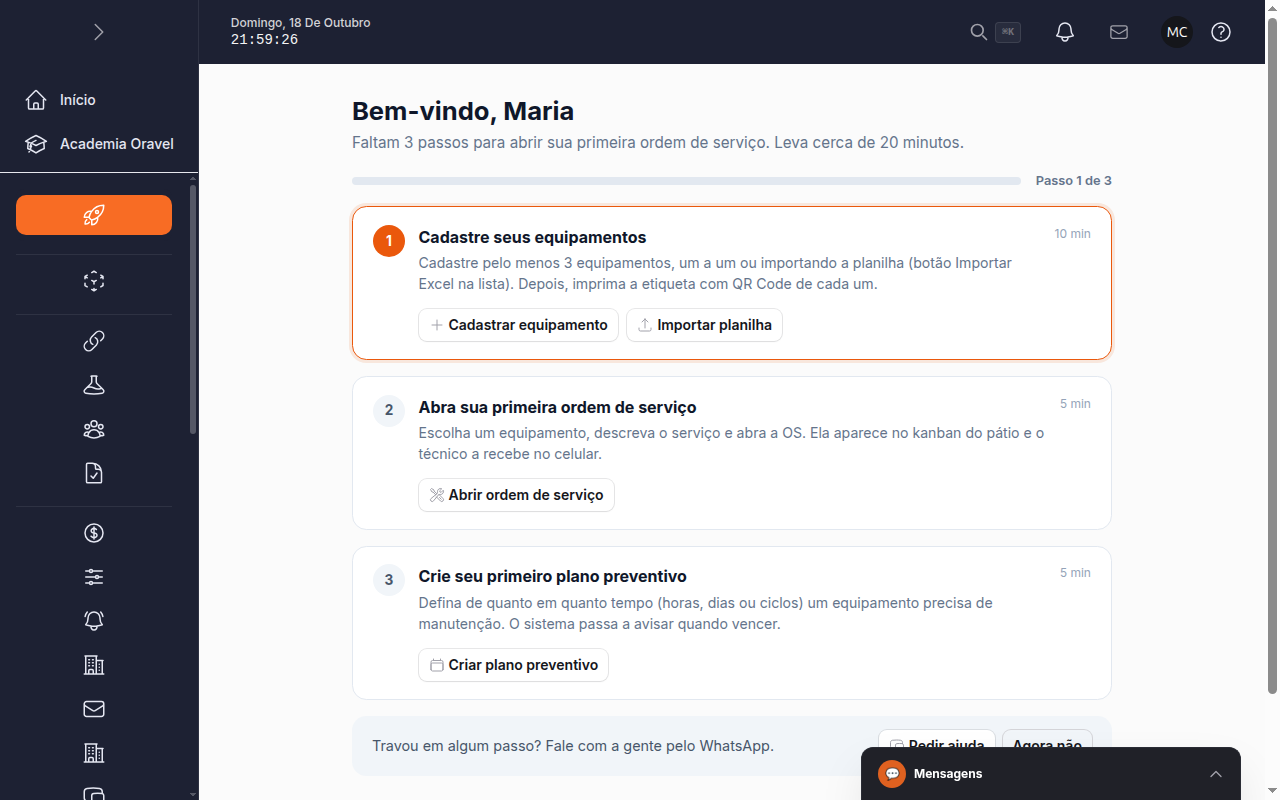 Domingo, 18 De Outubro
21:59:26
⌘K
MC
Início
Academia Oravel
Bem-vindo, Maria
Faltam 3 passos para abrir sua primeira ordem de serviço. Leva cerca de 20 minutos.
Passo 1 de 3
1
Cadastre seus equipamentos
10 min
Cadastre pelo menos 3 equipamentos, um a um ou importando a planilha (botão Importar
Excel na lista). Depois, imprima a etiqueta com QR Code de cada um.
Cadastrar equipamento
Importar planilha
2
Abra sua primeira ordem de serviço
5 min
Escolha um equipamento, descreva o serviço e abra a OS. Ela aparece no kanban do pátio e o
técnico a recebe no celular.
Abrir ordem de serviço
3
Crie seu primeiro plano preventivo
5 min
Defina de quanto em quanto tempo (horas, dias ou ciclos) um equipamento precisa de
manutenção. O sistema passa a avisar quando vencer.
Criar plano preventivo
Travou em algum passo? Fale com a gente pelo WhatsApp.
Pedir ajuda
Agora não
Mensagens